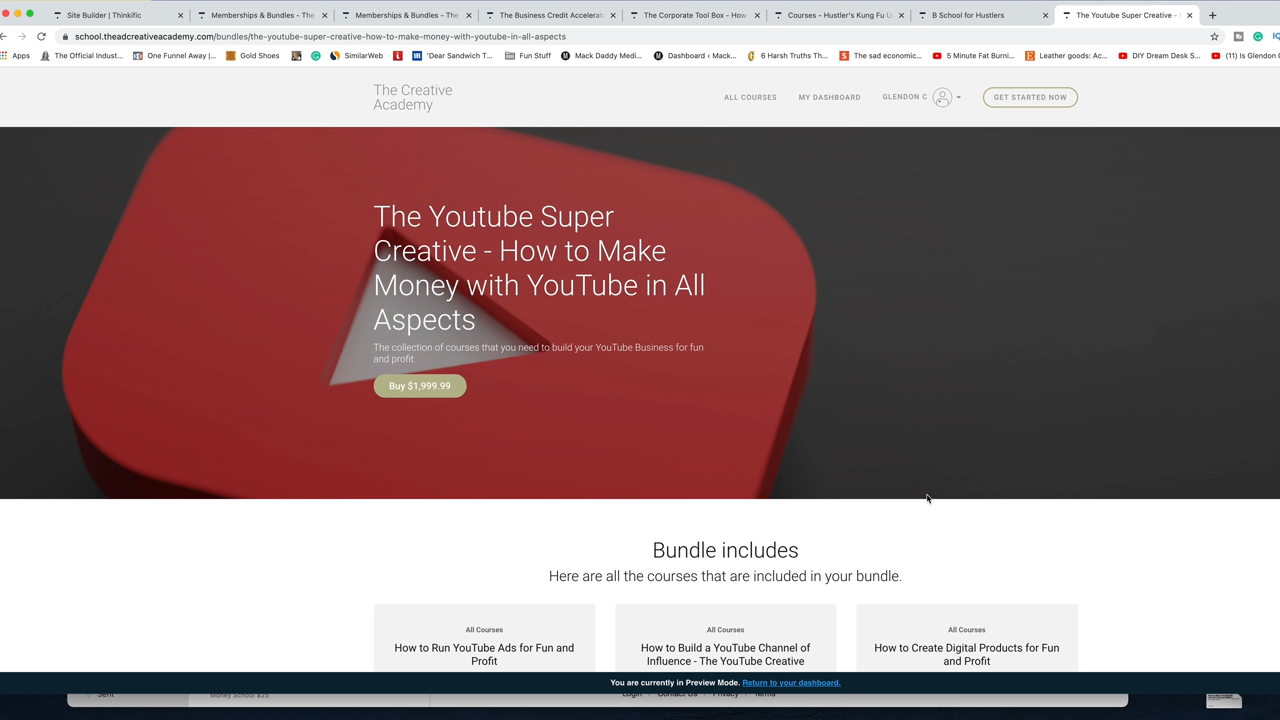 Site Builder | Thinkific
Memberships & Bundles - The
Memberships & Bundles - The
The Business Credit Accelerat
The Corporate Tool Box - How
Courses - Hustler's Kung Fu U
B School for Hustlers
The Youtube Super Creative -
school.theadcreativeacademy.com/bundles/the-youtube-super-creative-how-to-make-money-with-youtube-in-all-aspects
Apps
The Official Indust...
One Funnel Away |...
Gold Shoes
SimilarWeb
"Dear Sandwich T...
Fun Stuff
Mack Daddy Medi...
Dashboard ‹ Mack...
6 Harsh Truths Th...
The sad economic...
5 Minute Fat Burni...
Leather goods: Ac...
DIY Dream Desk S...
(11) Is Glendon C
The Creative
Academy
ALL COURSES
MY DASHBOARD
GLENDON C
GET STARTED NOW
The Youtube Super
Creative - How to Make
Money with YouTube in All
Aspects
The collection of courses that you need to build your YouTube Business for fun
and profit
Buy $1,999.99
Bundle includes
Here are all the courses that are included in your bundle.
All Courses
How to Run YouTube Ads for Fun and
Profit
All Courses
How to Build a YouTube Channel of
Influence - The YouTube Creative
All Courses
How to Create Digital Products for Fun
and Profit
You are currently in Preview Mode. Return to your dashboard.
Sent
Money School $25
Login
Contact Us
Privacy
Terms